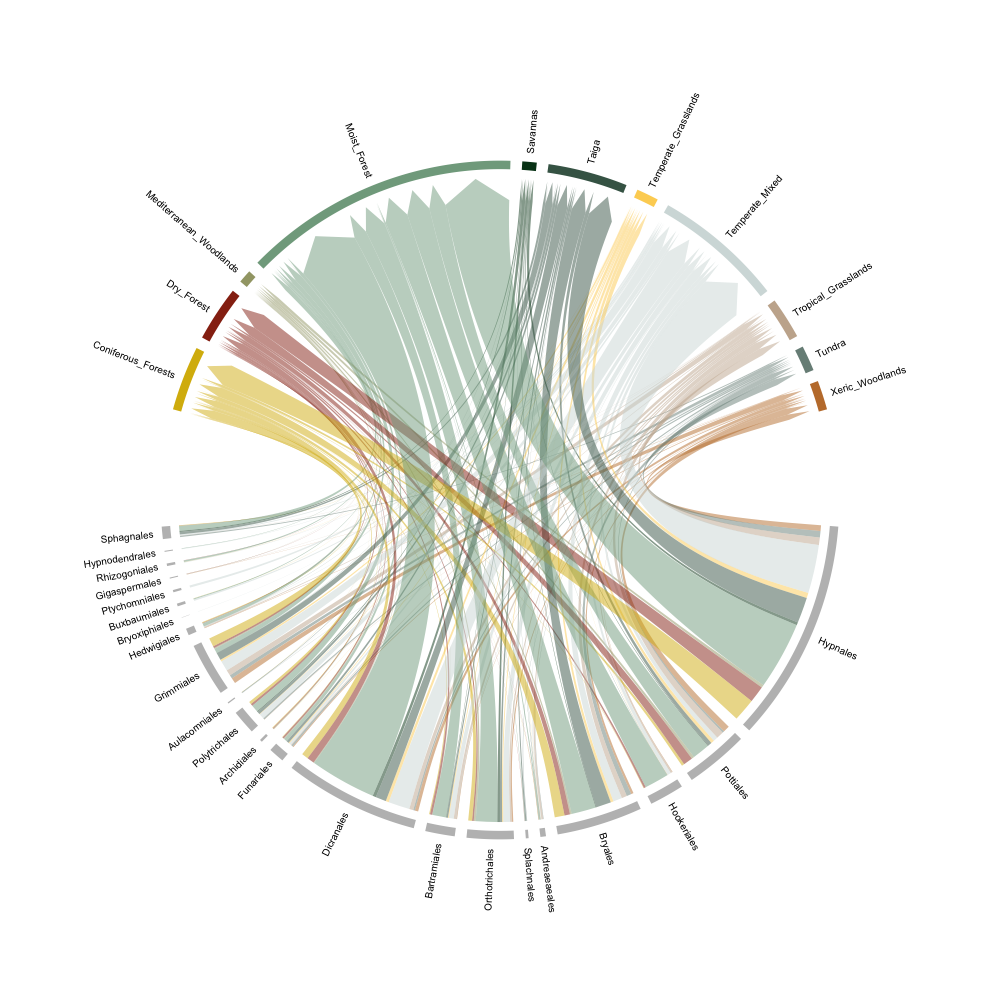 Savannas
Taiga
Temperate_Grasslands
Moist_Forest
Temperate_Mixed
Mediterranean_Woodlands
Tropical_Grasslands
Dry_Forest
Tundra
Coniferous_Forests
Xeric_Woodlands
Sphagnales
Hypnodendrales
Rhizogoniales
Gigaspermales
Ptychomniales
Buxbaumiales
Bryoxiphiales
Hedwigiales
Grimmiales
Aulacomniales
Polytrichales
Archidiales
Funariales
Dicranales
Bartramiales
Orthotrichales
Splachnales
Andreaeaeales
Bryales
Hookeriales
Pottiales
Hypnales